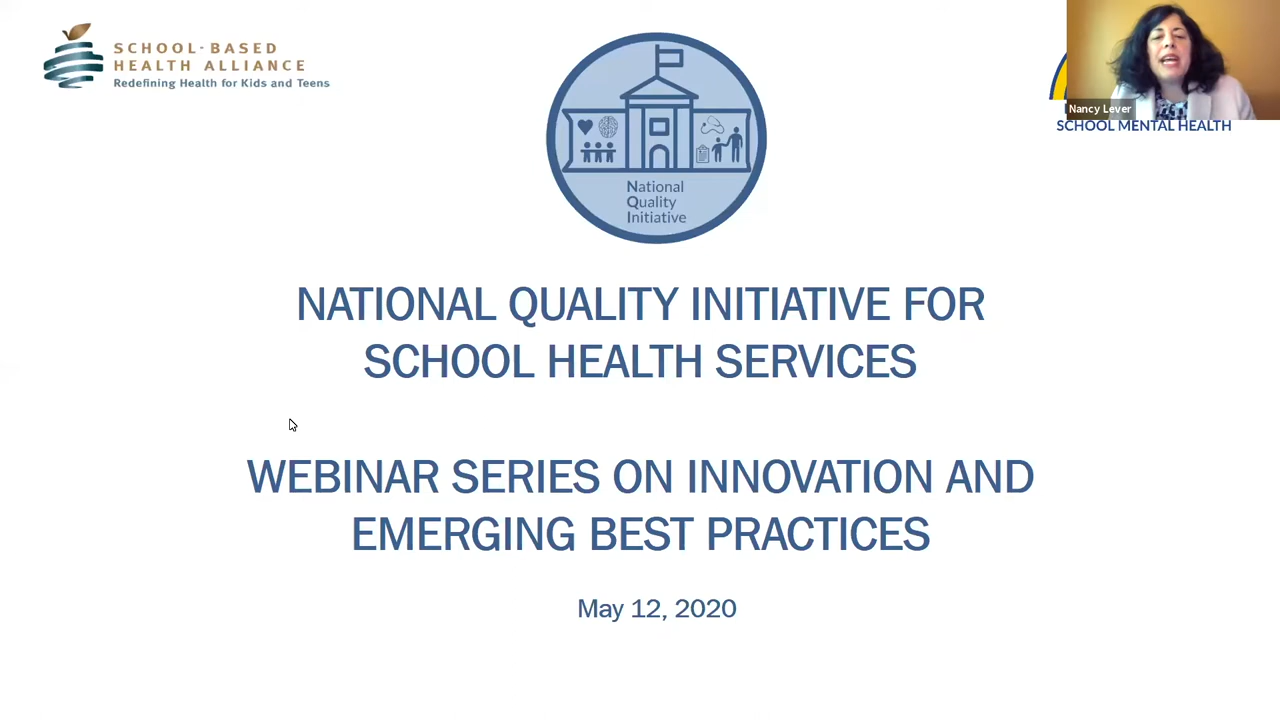 SCHOOL-BASED
HEALTH ALLIANCE
Redefining Health for Kids and Teens
National
Quality
Initiative
Nancy Lever
SCHOOL MENTAL HEALTH
NATIONAL QUALITY INITIATIVE FOR
SCHOOL HEALTH SERVICES
WEBINAR SERIES ON INNOVATION AND
EMERGING BEST PRACTICES
May 12, 2020